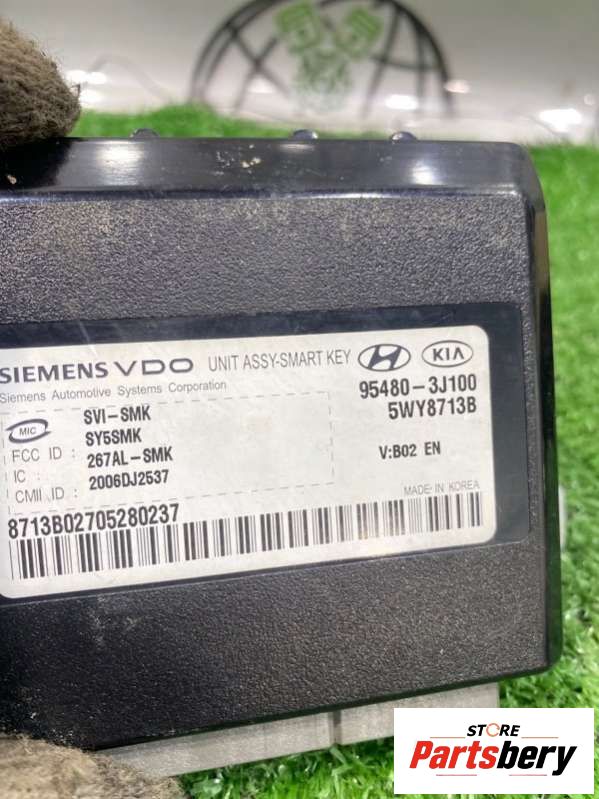 SIEMENS VDO UNIT ASSY-SMART KEY HYUNDAI KIA
Siemens Automotive Systems Corporation
95480-3J100
5WY8713B
MIC SVI-SMK
FCC ID : SY5SMK
IC : 267AL-SMK
CMII ID : 2006DJ2537
V:B02 EN
MADE IN KOREA
8713B02705280237
STORE
Partsbery